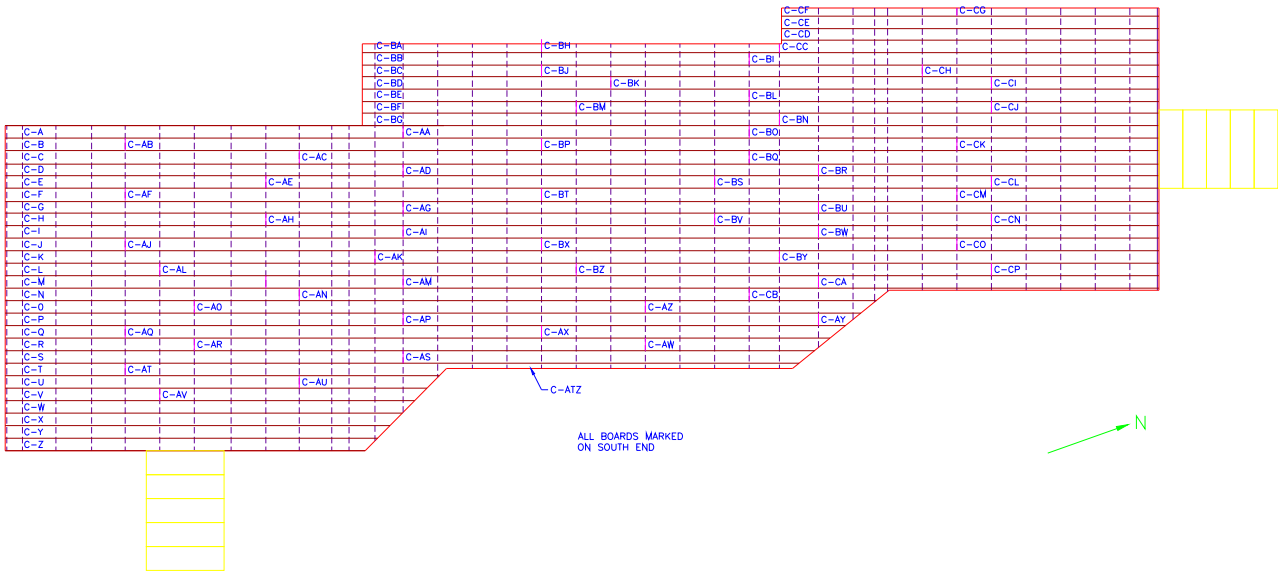 C-CF C-CG
C-CE
C-CD
C-BA C-BH C-CC
C-BB C-BI
C-BC C-BJ C-CH
C-BD C-BK C-CI
C-BE C-BL
C-BF C-BM C-CJ
C-BG C-BN
C-A C-AA C-BO
C-B C-AB C-BP C-CK
C-C C-AC C-BQ
C-D C-AD C-BR
C-E C-AE C-BS C-CL
C-F C-AF C-BT C-CM
C-G C-AG C-BU
C-H C-AH C-BV C-CN
C-I C-AI C-BW
C-J C-AJ C-BX C-CO
C-K C-AK C-BY
C-L C-AL C-BZ C-CP
C-M C-AM C-CA
C-N C-AN C-CB
C-O C-AO C-AZ
C-P C-AP C-AY
C-Q C-AQ C-AX
C-R C-AR C-AW
C-S C-AS
C-T C-AT
C-U C-AU
C-V C-AV
C-ATZ
C-W
C-X
C-Y
C-Z
ALL BOARDS MARKED
ON SOUTH END
N